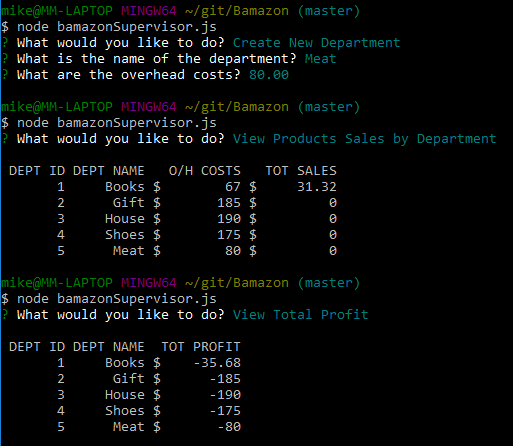 mike@MM-LAPTOP MINGW64 ~/git/Bamazon (master)
$ node bamazonSupervisor.js
? What would you like to do? Create New Department
? What is the name of the department? Meat
? What are the overhead costs? 80.00
mike@MM-LAPTOP MINGW64 ~/git/Bamazon (master)
$ node bamazonSupervisor.js
? What would you like to do? View Products Sales by Department
DEPT ID DEPT NAME   O/H COSTS   TOT SALES
1     Books $        67 $     31.32
2      Gift $       185 $         0
3     House $       190 $         0
4     Shoes $       175 $         0
5      Meat $        80 $         0
mike@MM-LAPTOP MINGW64 ~/git/Bamazon (master)
$ node bamazonSupervisor.js
? What would you like to do? View Total Profit
DEPT ID DEPT NAME  TOT PROFIT
1     Books $    -35.68
2      Gift $      -185
3     House $      -190
4     Shoes $      -175
5      Meat $       -80